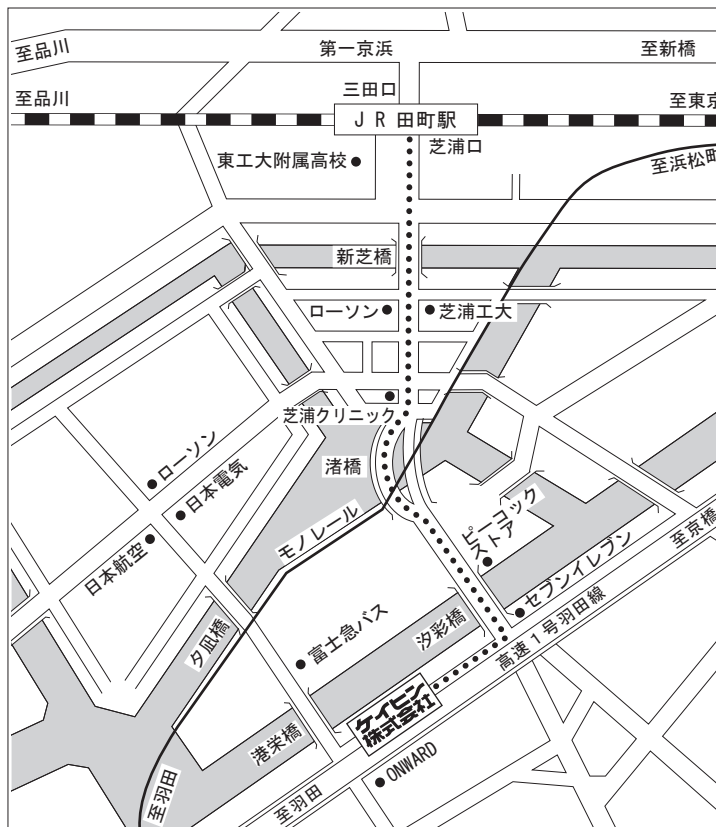 至品川
第一京浜
至新橋
三田口
至品川
至東京
JR田町駅
芝浦口
東工大附属高校
至浜松町
新芝橋
ローソン
芝浦工大
芝浦クリニック
渚橋
ローソン
日本電気
モノレール
ピーコック
ストア
日本航空
セブンイレブン
至京橋
夕凪橋
富士急バス
汐彩橋
高速1号羽田線
ケイヒン
株式会社
港栄橋
ONWARD
至羽田
至羽田